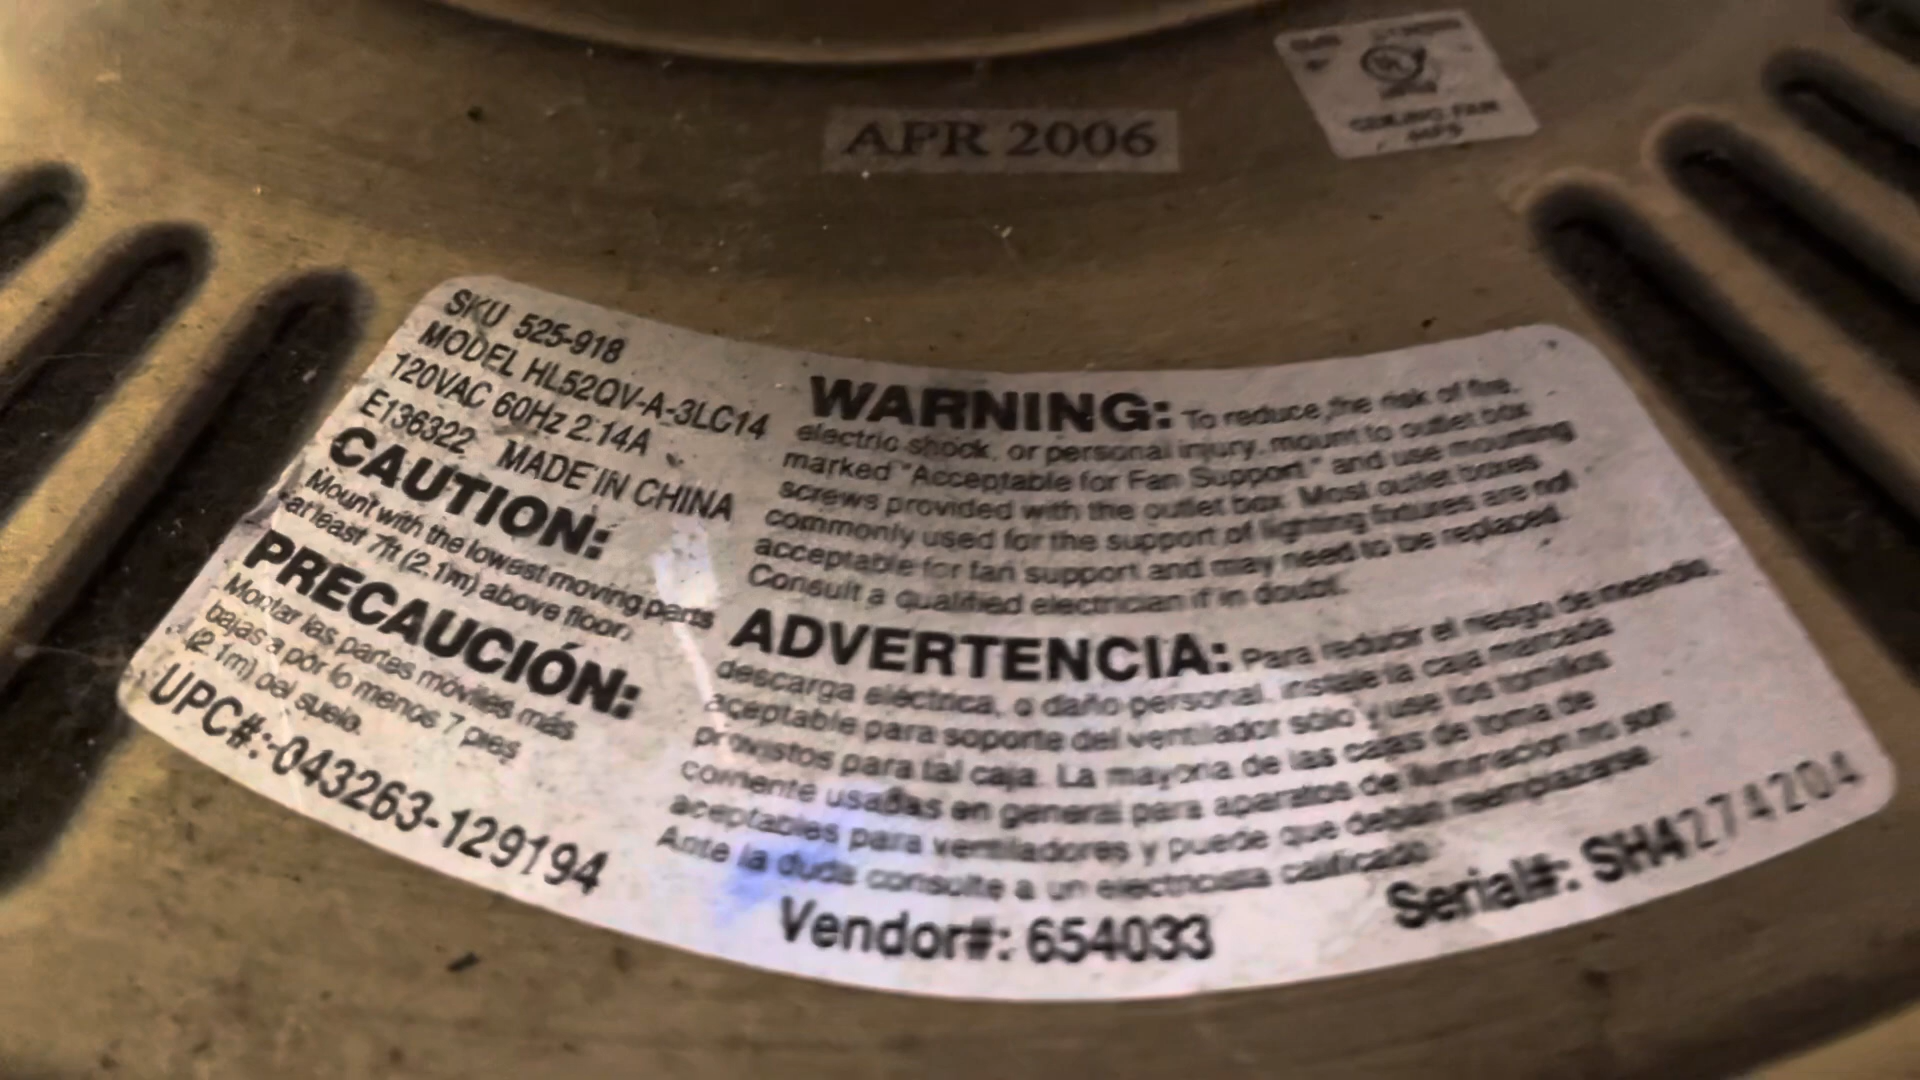 APR 2006
UL
CEILING FAN
SKU 525-918
MODEL HL52QV-A-3LC14
120VAC 60Hz 2.14A
E136322 MADE IN CHINA
CAUTION:
Mount with the lowest moving parts
at least 7ft (2.1m) above floor.
PRECAUCIÓN:
Montar las partes móviles más
bajas a por lo menos 7 pies
(2.1m) del suelo.
UPC#:-043263-129194
WARNING: To reduce the risk of fire,
electric shock, or personal injury, mount to outlet box
marked "Acceptable for Fan Support" and use mounting
screws provided with the outlet box. Most outlet boxes
commonly used for the support of lighting fixtures are not
acceptable for fan support and may need to be replaced.
Consult a qualified electrician if in doubt.
ADVERTENCIA: Para reducir el riesgo de incendio,
descarga eléctrica, o daño personal, instale la caja marcada
aceptable para soporte del ventilador sólo y use los tornillos
provistos para tal caja. La mayoria de las cajas de toma de
corriente usadas en general para aparatos de iluminacion no son
aceptables para ventiladores y puede que deban reemplazarse.
Ante la duda consulte a un electricista calificado.
Vendor#: 654033
Serial#: SHA274204